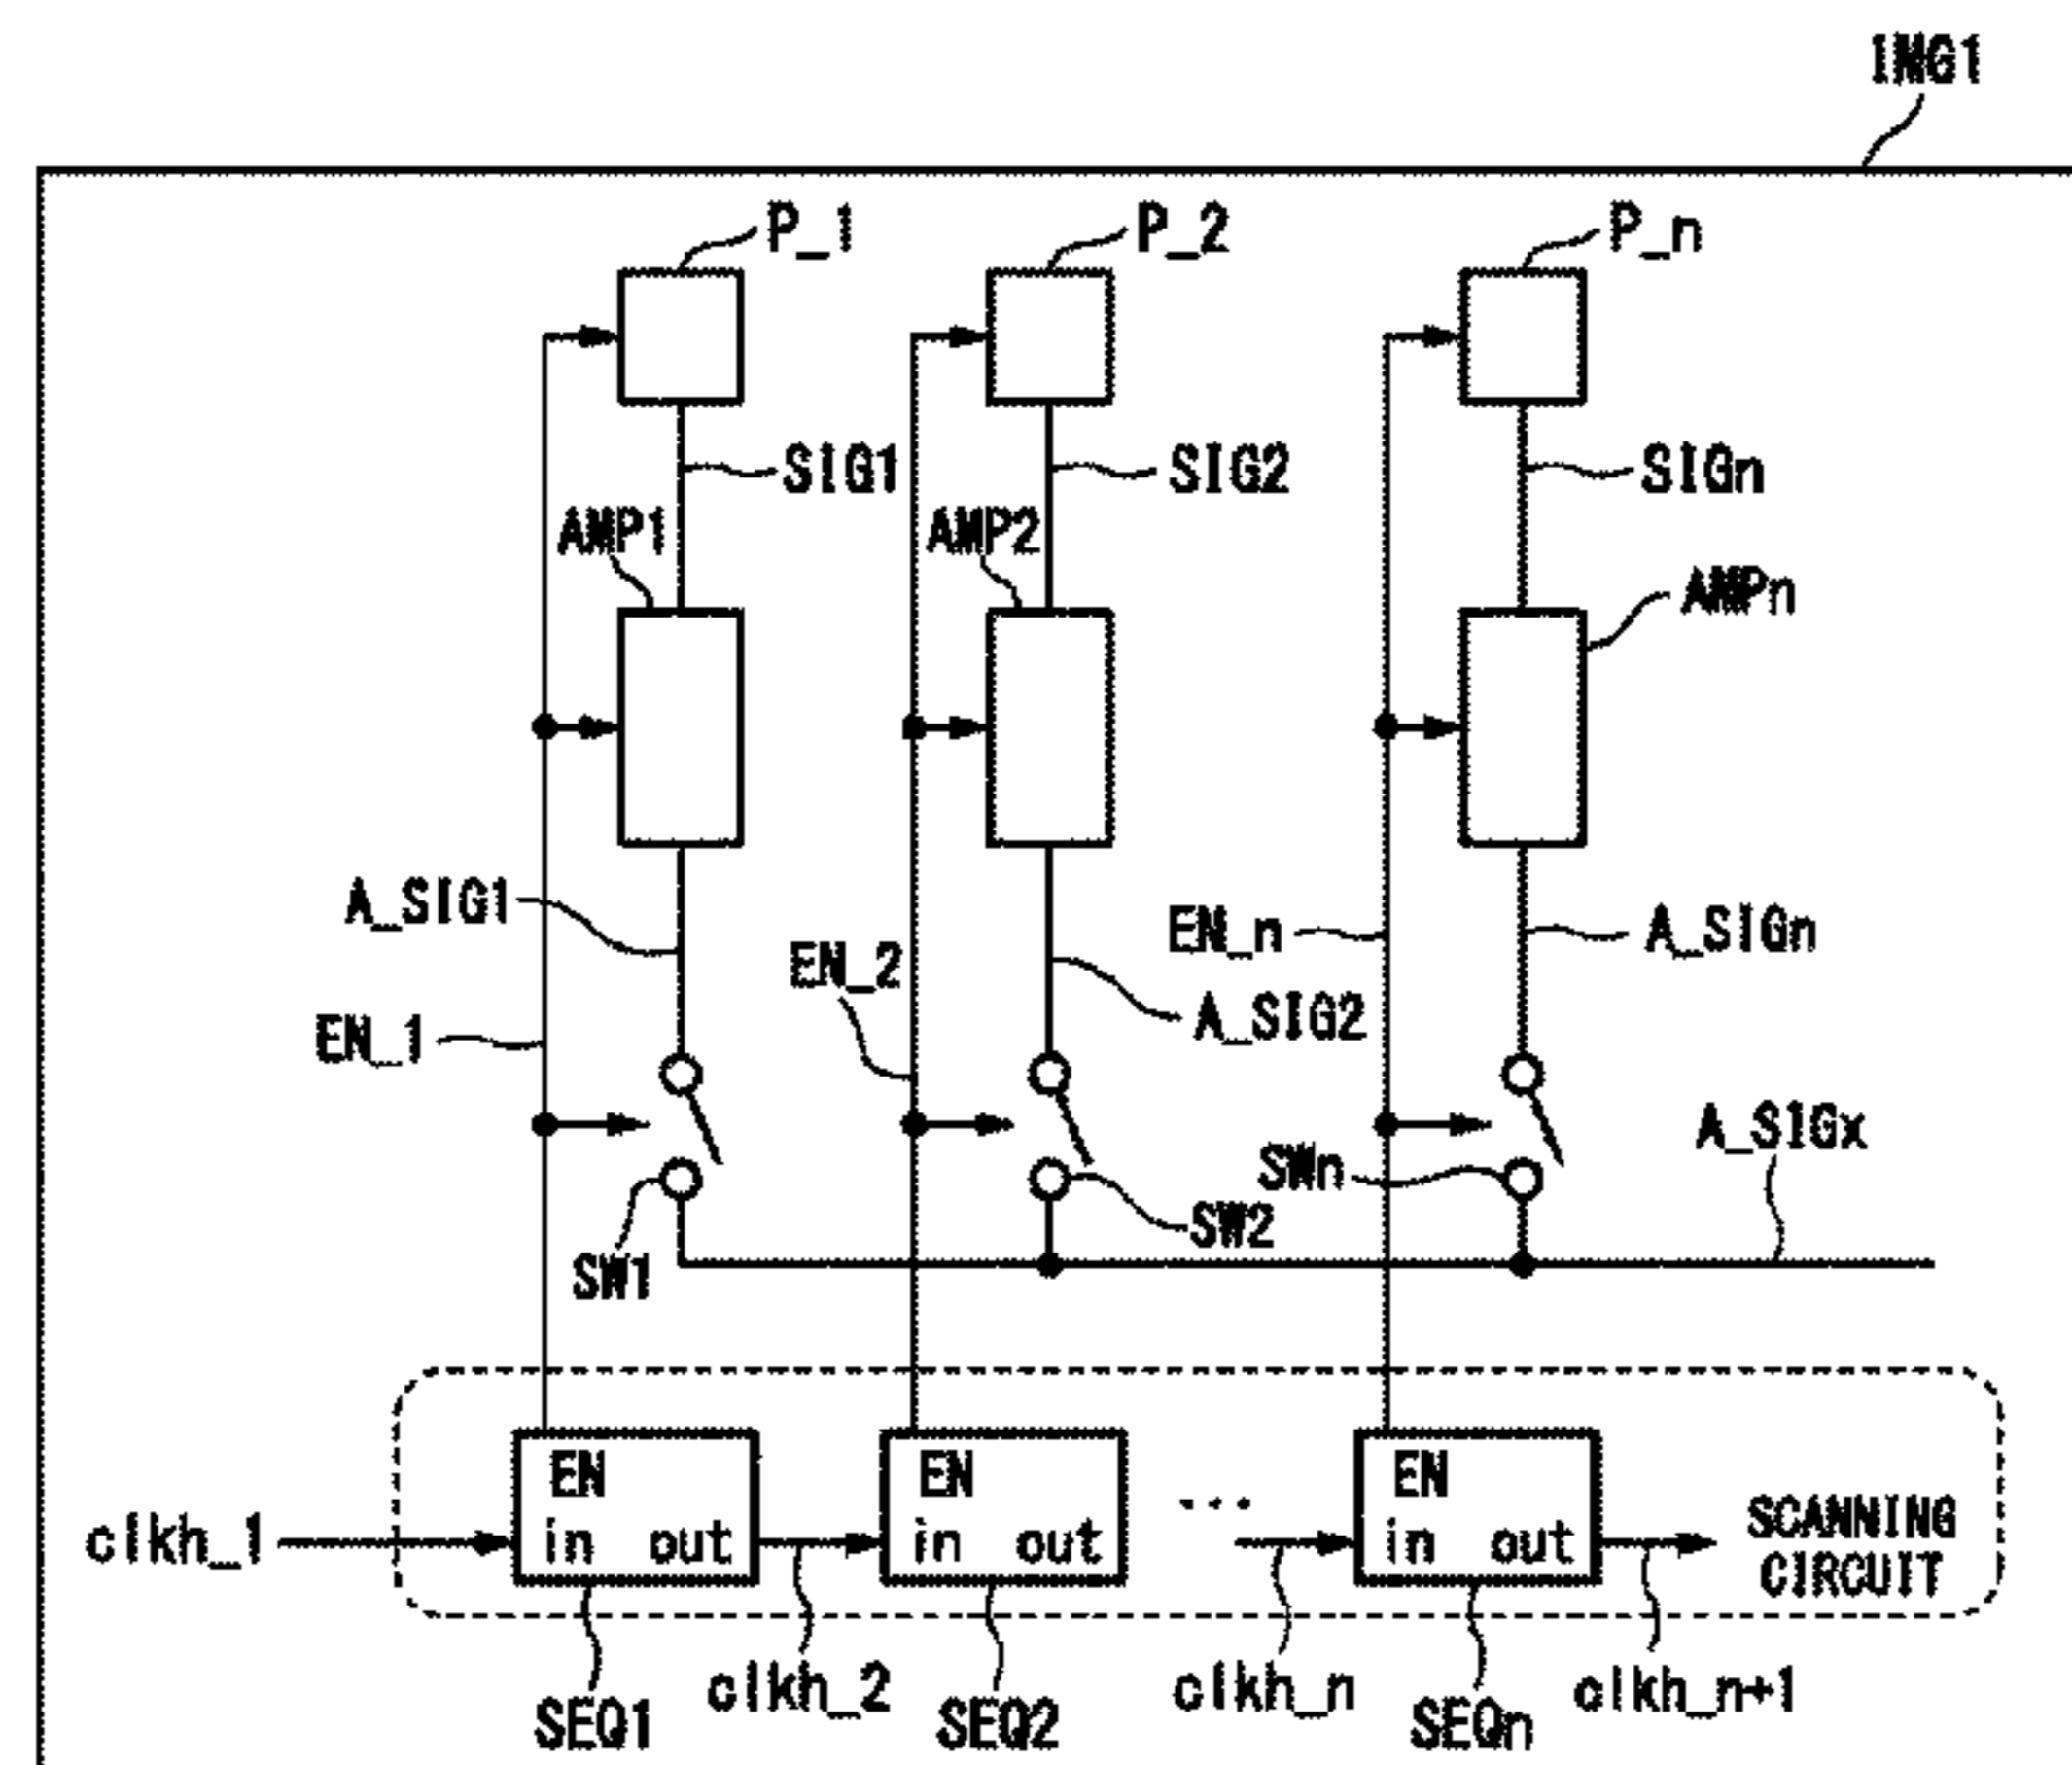 IMG1
P_1
P_2
P_n
SIG1
SIG2
SIGn
AMP1
AMP2
AMPn
A_SIG1
EN_2
EN_n
A_SIGn
EN_1
A_SIG2
A_SIGx
SWn
SW2
SW1
EN
in out
EN
in out
...
EN
in out
clkh_1
SCANNING
CIRCUIT
clkh_2
clkh_n
clkh_n+1
SEQ1
SEQ2
SEQn